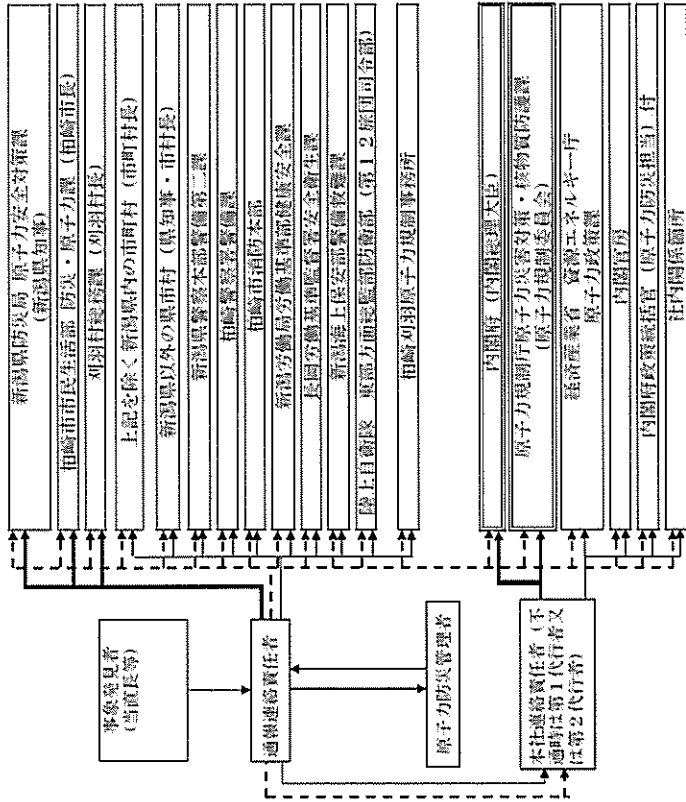 事象発見者
(当直長等)
通報連絡責任者
原子力防災管理者
本社連絡責任者(不
通時は第1代行者又
は第2代行者)
新潟県防災局 原子力安全対策課
(新潟県知事)
柏崎市市民生活部 防災・原子力課(柏崎市長)
刈羽村総務課(刈羽村長)
上記を除く新潟県内の市町村(市町村長)
新潟県以外の県市村(県知事・市村長)
新潟県警察本部警備第二課
柏崎警察署警備課
柏崎市消防本部
新潟労働局労働基準部健康安全課
長岡労働基準監督署安全衛生課
新潟海上保安部警備救難課
陸上自衛隊 東部方面総監部防衛部(第12旅団司令部)
柏崎刈羽原子力規制事務所
内閣府(内閣総理大臣)
原子力規制庁原子力災害対策・核物質防護課
(原子力規制委員会)
経済産業省 資源エネルギー庁
原子力政策課
内閣官房
内閣府政策統括官(原子力防災担当)付
社内関係箇所